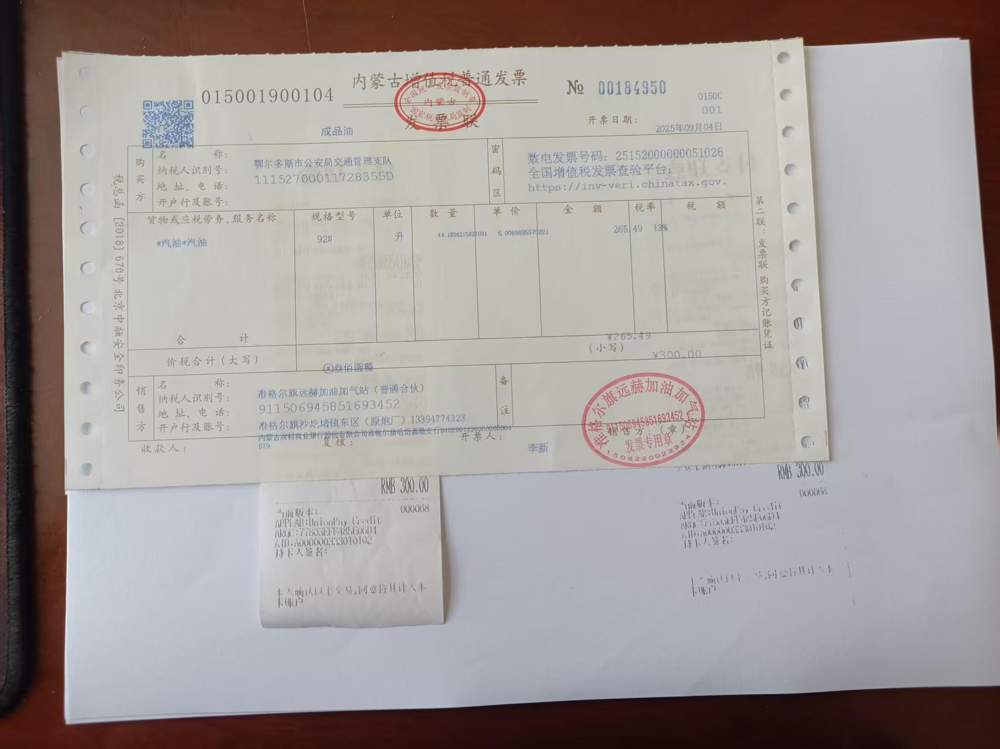 内蒙古增值税普通发票
发票联
015001900104
№ 00184950
0150C
001
成品油
开票日期:
2025年09月04日
全国统一发票监制章
内蒙古
国家税务总局监制
购买方
名称:
鄂尔多斯市公安局交通管理支队
纳税人识别号:
11152700011728355D
地址、电话:
开户行及账号:
密码区
数电发票号码: 25152000000051026
全国增值税发票查验平台:
https://inv-veri.chinatax.gov.
货物或应税劳务、服务名称 规格型号 单位 数量 单价 金额 税率 税额
*汽油*汽油 92# 升 44.1826215022091 6.0088495575221 265.49 13%
合计 ¥265.49
价税合计(大写) ⓧ叁佰圆整 (小写) ¥300.00
销售方
名称:
准格尔旗远赫加油加气站(普通合伙)
纳税人识别号:
911506945851693452
地址、电话:
准格尔旗沙圪堵镇东区(原炮厂)13394774323
开户行及账号:
内蒙古农村商业银行股份有限公司准格尔旗哈岱高勒支行8402001220000000004
579
备注
收款人:
复核:
开票人:
李新
销售方:(章)
准格尔旗远赫加油加气站
911506945851693452
发票专用章
1506220023824
税总函〔2018〕670号北京中融安全印务公司
第二联:发票联 购买方记账凭证
RMB 300.00
000068
当前版本:
APPLAB:UnionPay Credit
ARQC:77803EFF485E06D4
AID:A000000333010102
持卡人签名:
本人确认以上交易,同意将其计入本
卡账户
RMB 300.00
000068
当前版本:
APPLAB:UnionPay Credit
ARQC:77803EFF485E06D4
AID:A000000333010102
持卡人签名:
本人确认以上交易,同意将其计入本
卡账户